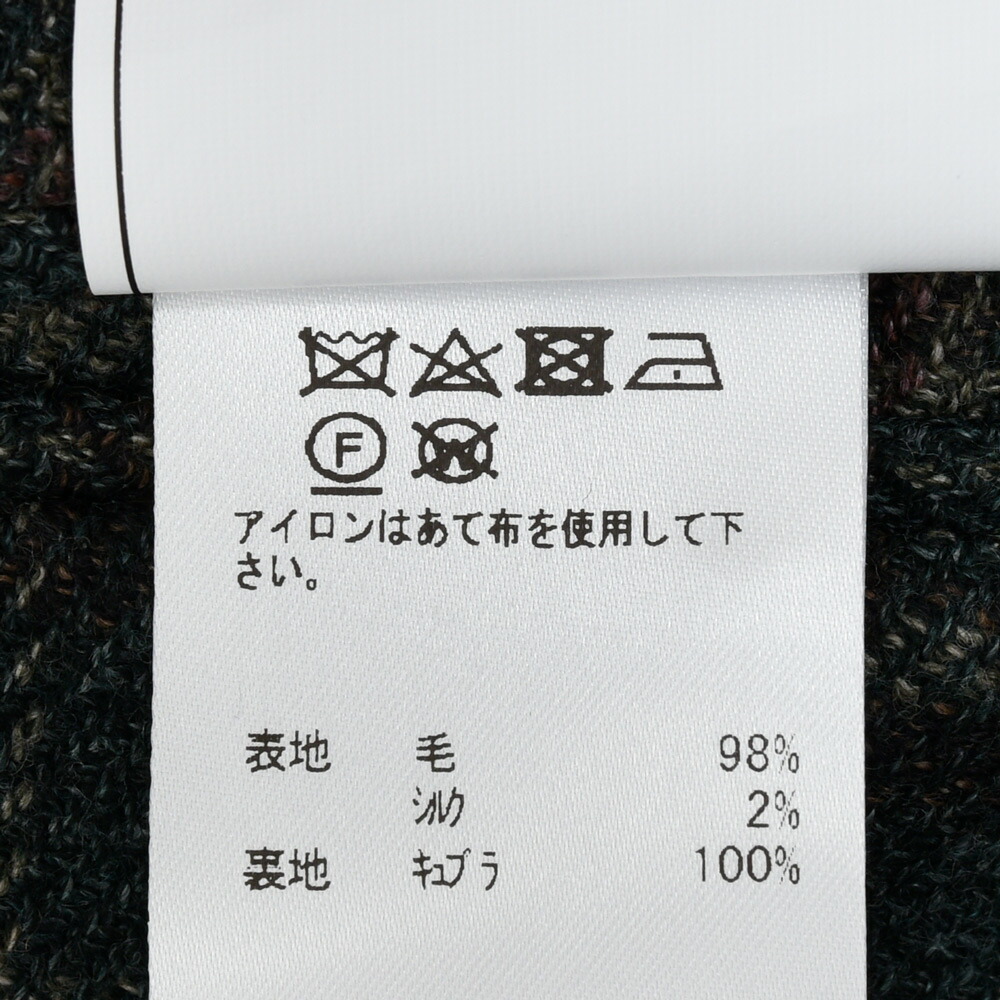 F W
アイロンはあて布を使用して下
さい。
表地 毛 98%
シルク 2%
裏地 キュプラ 100%